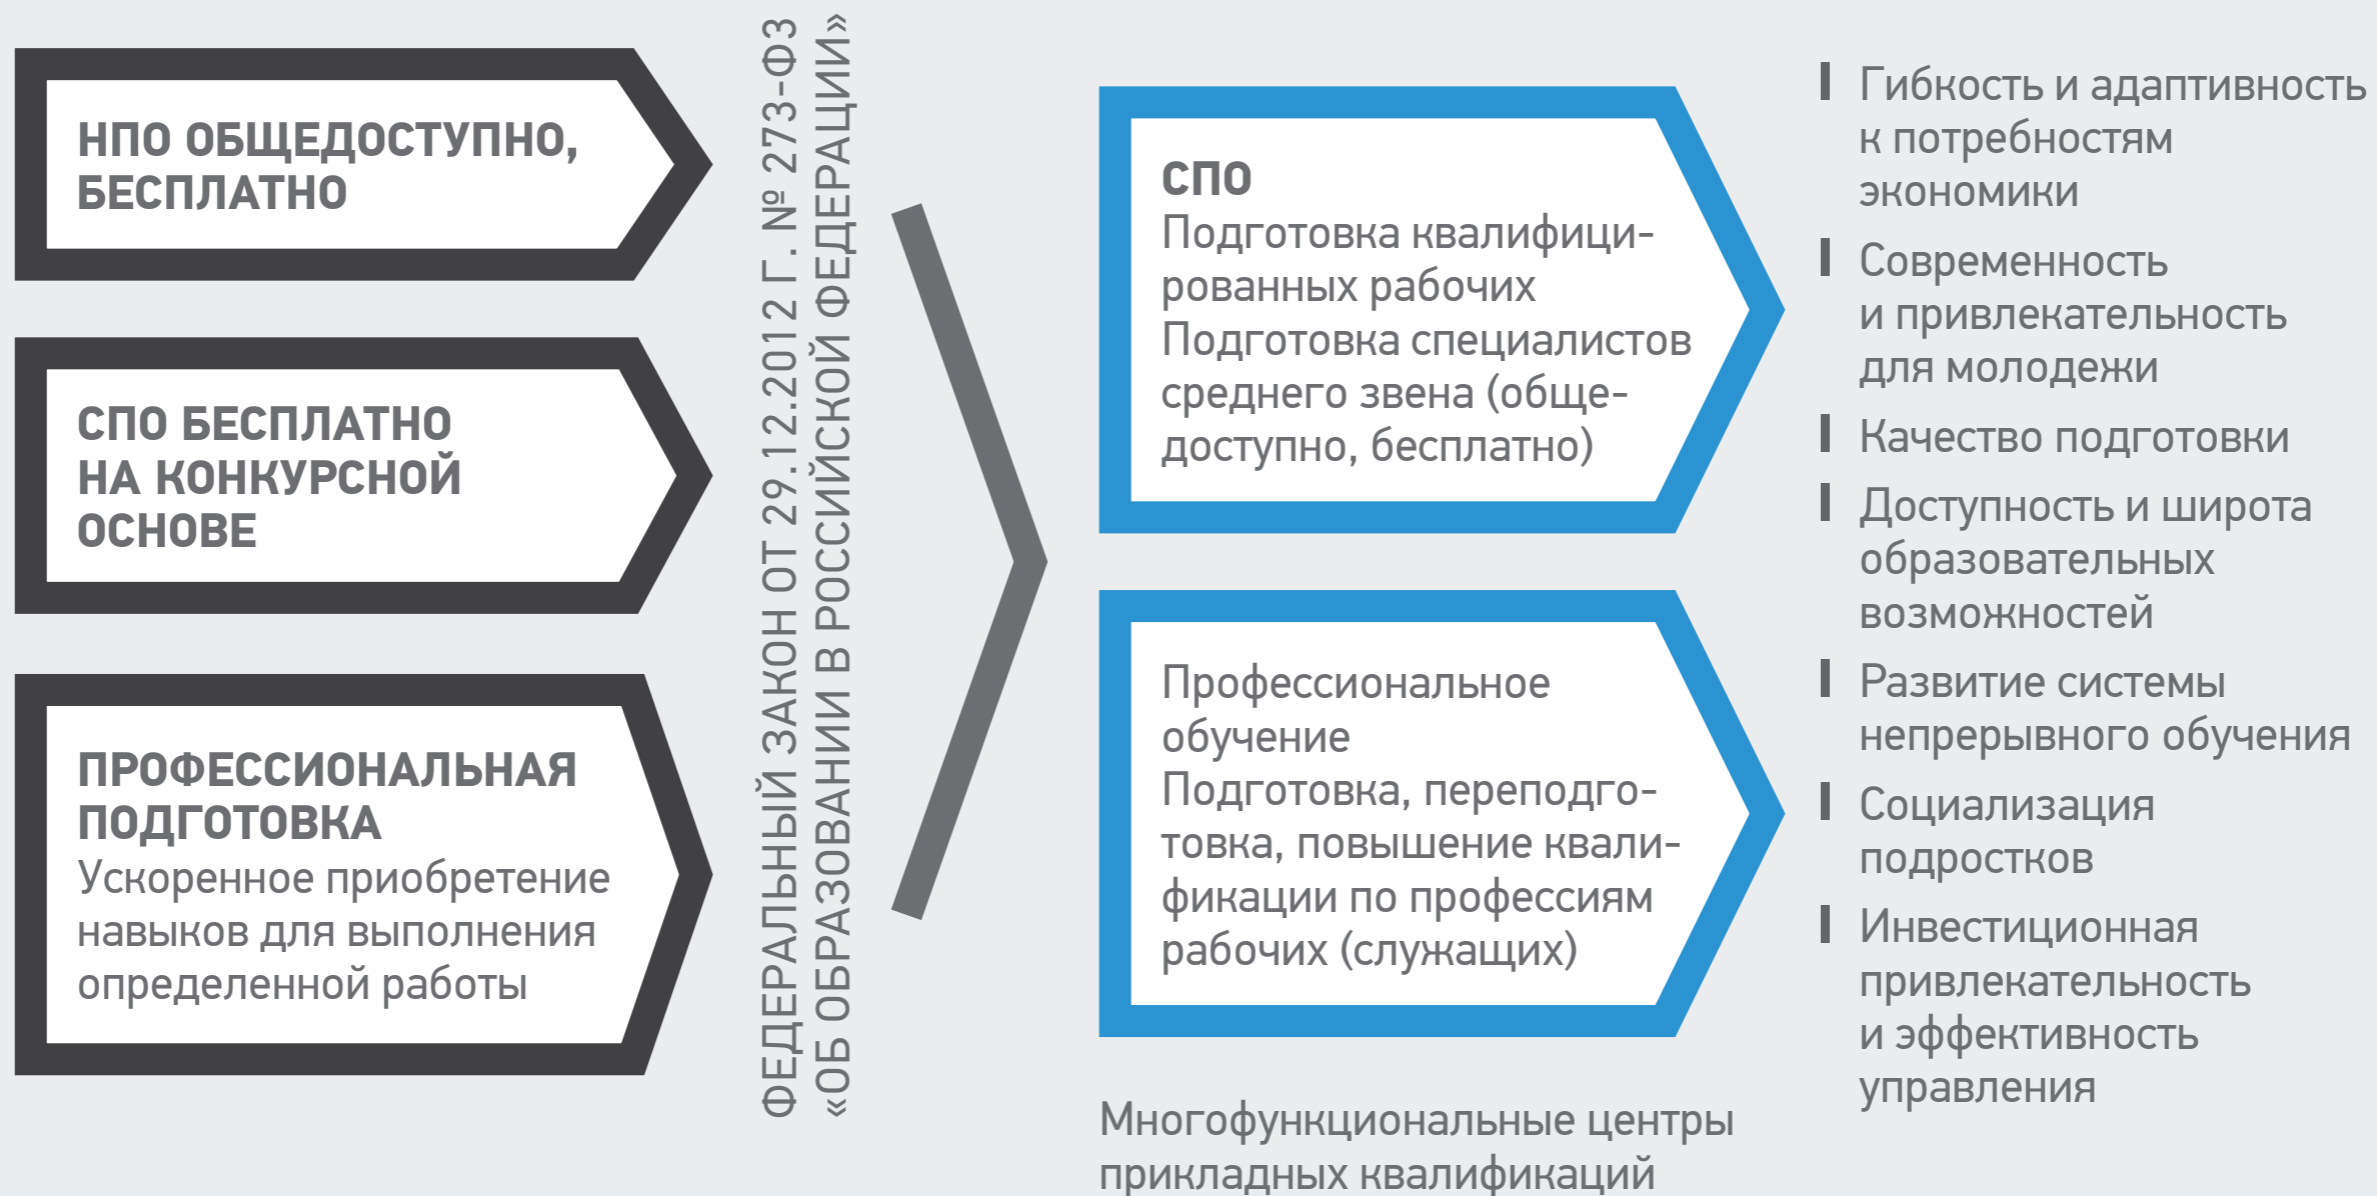 НПО ОБЩЕДОСТУПНО,
БЕСПЛАТНО
СПО БЕСПЛАТНО
НА КОНКУРСНОЙ
ОСНОВЕ
ПРОФЕССИОНАЛЬНАЯ
ПОДГОТОВКА
Ускоренное приобретение
навыков для выполнения
определенной работы
ФЕДЕРАЛЬНЫЙ ЗАКОН ОТ 29.12.2012 Г. № 273-ФЗ
«ОБ ОБРАЗОВАНИИ В РОССИЙСКОЙ ФЕДЕРАЦИИ»
СПО
Подготовка квалифици-
рованных рабочих
Подготовка специалистов
среднего звена (обще-
доступно, бесплатно)
Профессиональное
обучение
Подготовка, переподго-
товка, повышение квали-
фикации по профессиям
рабочих (служащих)
Многофункциональные центры
прикладных квалификаций
Гибкость и адаптивность
к потребностям
экономики
Современность
и привлекательность
для молодежи
Качество подготовки
Доступность и широта
образовательных
возможностей
Развитие системы
непрерывного обучения
Социализация
подростков
Инвестиционная
привлекательность
и эффективность
управления